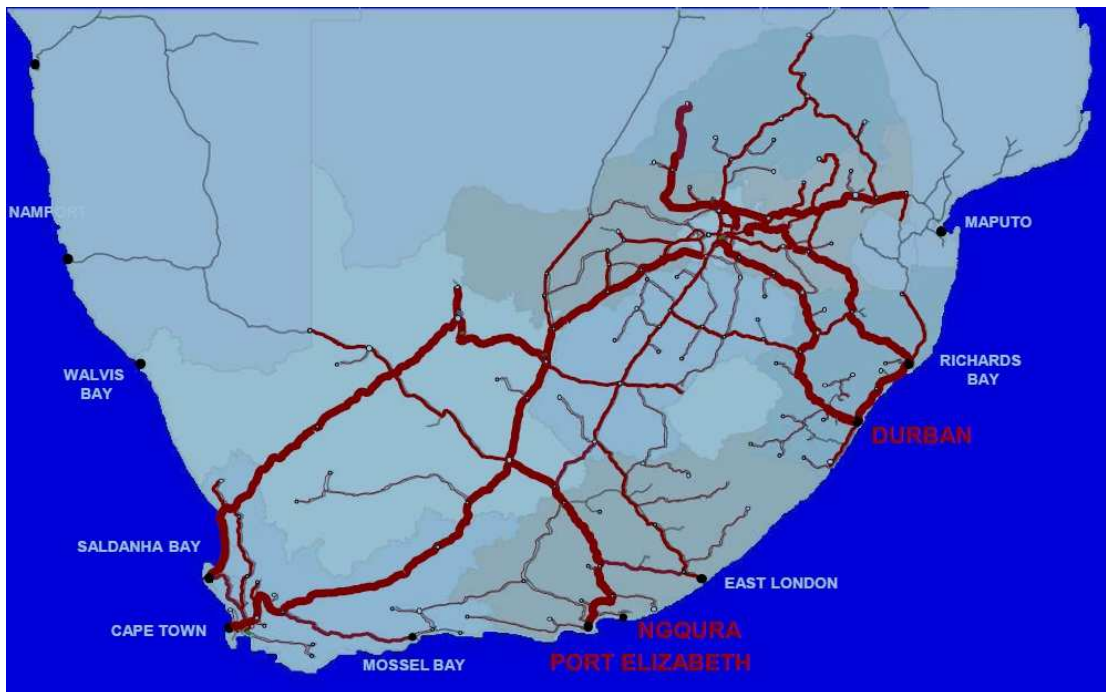 NAMPORT
MAPUTO
WALVIS
BAY
RICHARDS
BAY
DURBAN
SALDANHA BAY
EAST LONDON
CAPE TOWN
NGQURA
MOSSEL BAY
PORT ELIZABETH